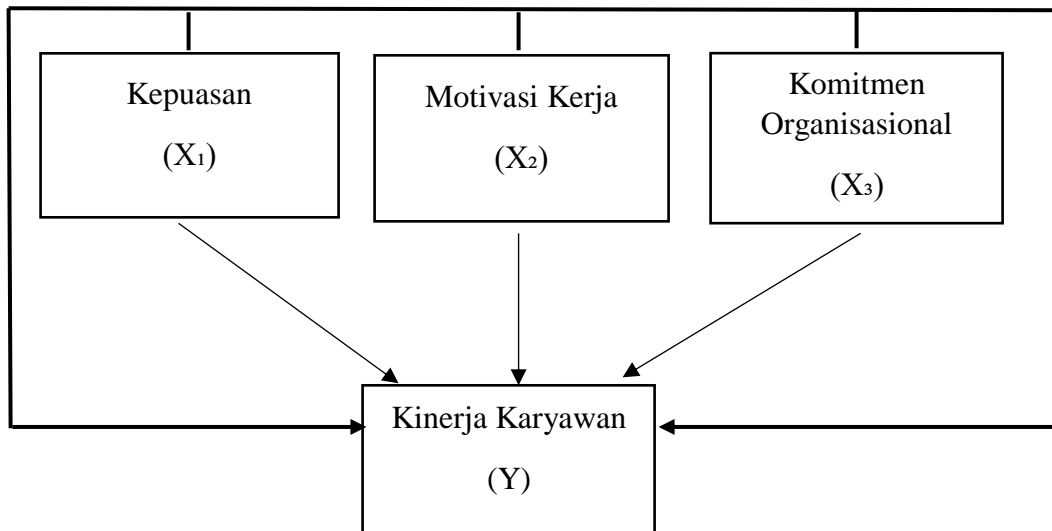 Kepuasan
(X₁)
Motivasi Kerja
(X₂)
Komitmen
Organisasional
(X₃)
Kinerja Karyawan
(Y)